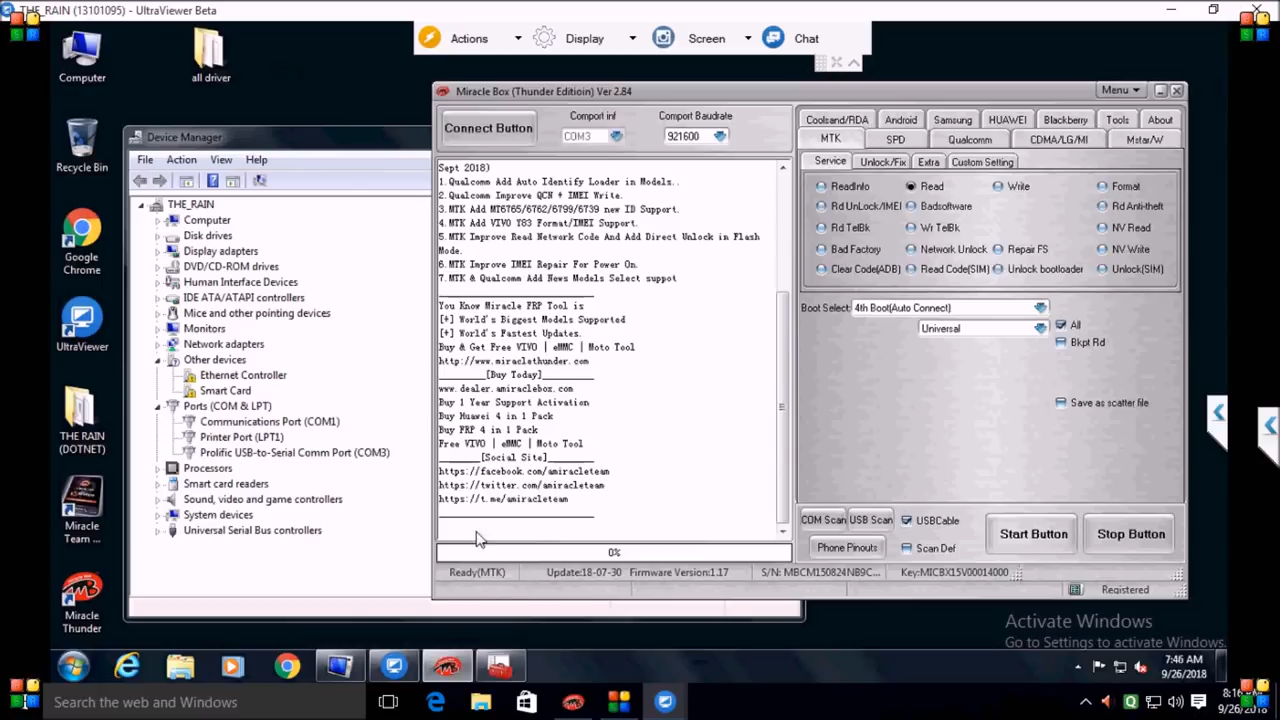 THE_RAIN (13101095) - UltraViewer Beta
Actions
Display
Screen
Chat
Computer
all driver
Recycle Bin
Google
Chrome
UltraViewer
THE RAIN
(DOTNET)
Miracle
Team ...
Miracle
Thunder
Device Manager
File Action View Help
THE_RAIN
Computer
Disk drives
Display adapters
DVD/CD-ROM drives
Human Interface Devices
IDE ATA/ATAPI controllers
Mice and other pointing devices
Monitors
Network adapters
Other devices
Ethernet Controller
Smart Card
Ports (COM & LPT)
Communications Port (COM1)
Printer Port (LPT1)
Prolific USB-to-Serial Comm Port (COM3)
Processors
Smart card readers
Sound, video and game controllers
System devices
Universal Serial Bus controllers
Miracle Box (Thunder Editioin) Ver 2.84
Menu
Connect Button
Comport inf
COM3
Comport Baudrate
921600
Sept 2018)
1.Qualcomm Add Auto Identify Loader in Models..
2.Qualcomm Improve QCN + IMEI Write.
3.MTK Add MT6765/6762/6799/6739 new ID Support.
4.MTK Add VIVO Y83 Format/IMEI Support.
5.MTK Improve Read Network Code And Add Direct Unlock in Flash
Mode.
6.MTK Improve IMEI Repair For Power On.
7.MTK & Qualcomm Add News Models Select suppot
You Know Miracle FRP Tool is
[+] World's Biggest Models Supported
[+] World's Fastest Updates.
Buy & Get Free VIVO | eMMC | Moto Tool
http://www.miraclethunder.com
[Buy Today]
www.dealer.amiraclebox.com
Buy 1 Year Support Activation
Buy Huawei 4 in 1 Pack
Buy FRP 4 in 1 Pack
Free VIVO | eMMC | Moto Tool
[Social Site]
https://facebook.com/amiracleteam
https://twitter.com/amiracleteam
https://t.me/amiracleteam
0%
Ready(MTK) Update:18-07-30 Firmware Version:1.17 S/N: MBCM150824NB9C... Key:MICBX15V00014000
Registered
Coolsand/RDA Android Samsung HUAWEI Blackberry Tools About
MTK SPD Qualcomm CDMA/LG/MI Mstar/W
Service Unlock/Fix Extra Custom Setting
ReadInfo Read Write Format
Rd UnLock/IMEI Badsoftware Rd Anti-theft
Rd TelBk Wr TelBk NV Read
Bad Factory Network Unlock Repair FS NV Write
Clear Code(ADB) Read Code(SIM) Unlock bootloader Unlock(SIM)
Boot Select: 4th Boot(Auto Connect)
Universal All
Bkpt Rd
Save as scatter file
COM Scan USB Scan USBCable
Start Button Stop Button
Phone Pinouts Scan Def
Activate Windows
Go to Settings to activate Windows.
7:46 AM
9/26/2018
Search the web and Windows
9/26/2018